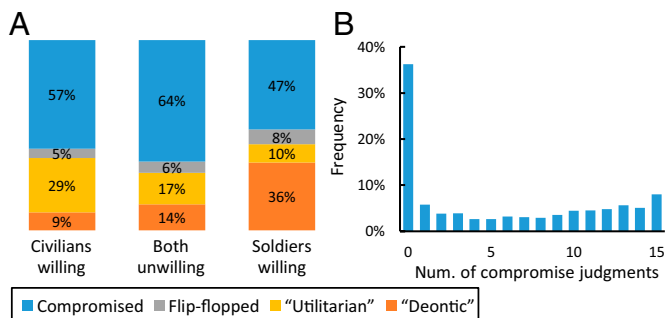 A
57%
5%
29%
9%
64%
6%
17%
14%
47%
8%
10%
36%
Civilians
willing
Both
unwilling
Soldiers
willing
B
Frequency
40%
30%
20%
10%
0%
0 5 10 15
Num. of compromise judgments
Compromised Flip-flopped “Utilitarian” “Deontic”